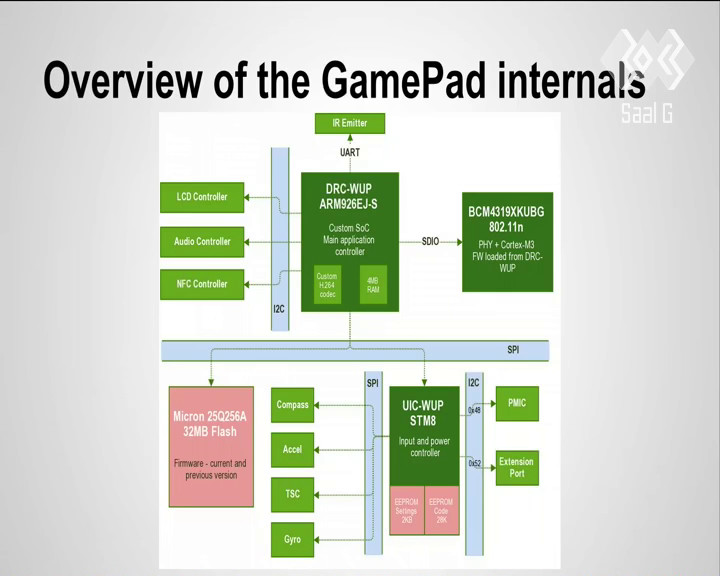 Overview of the GamePad internals
Saal G
IR Emitter
UART
LCD Controller
Audio Controller
NFC Controller
I2C
DRC-WUP
ARM926EJ-S
Custom SoC
Main application
controller
Custom
H.264
codec
4MB
RAM
SDIO
BCM4319XKUBG
802.11n
PHY + Cortex-M3
FW loaded from DRC-
WUP
SPI
Micron 25Q256A
32MB Flash
Firmware - current and
previous version
Compass
Accel
TSC
Gyro
SPI
UIC-WUP
STM8
Input and power
controller
EEPROM
Settings
2KB
EEPROM
Code
28K
I2C
0x48
0x52
PMIC
Extension
Port